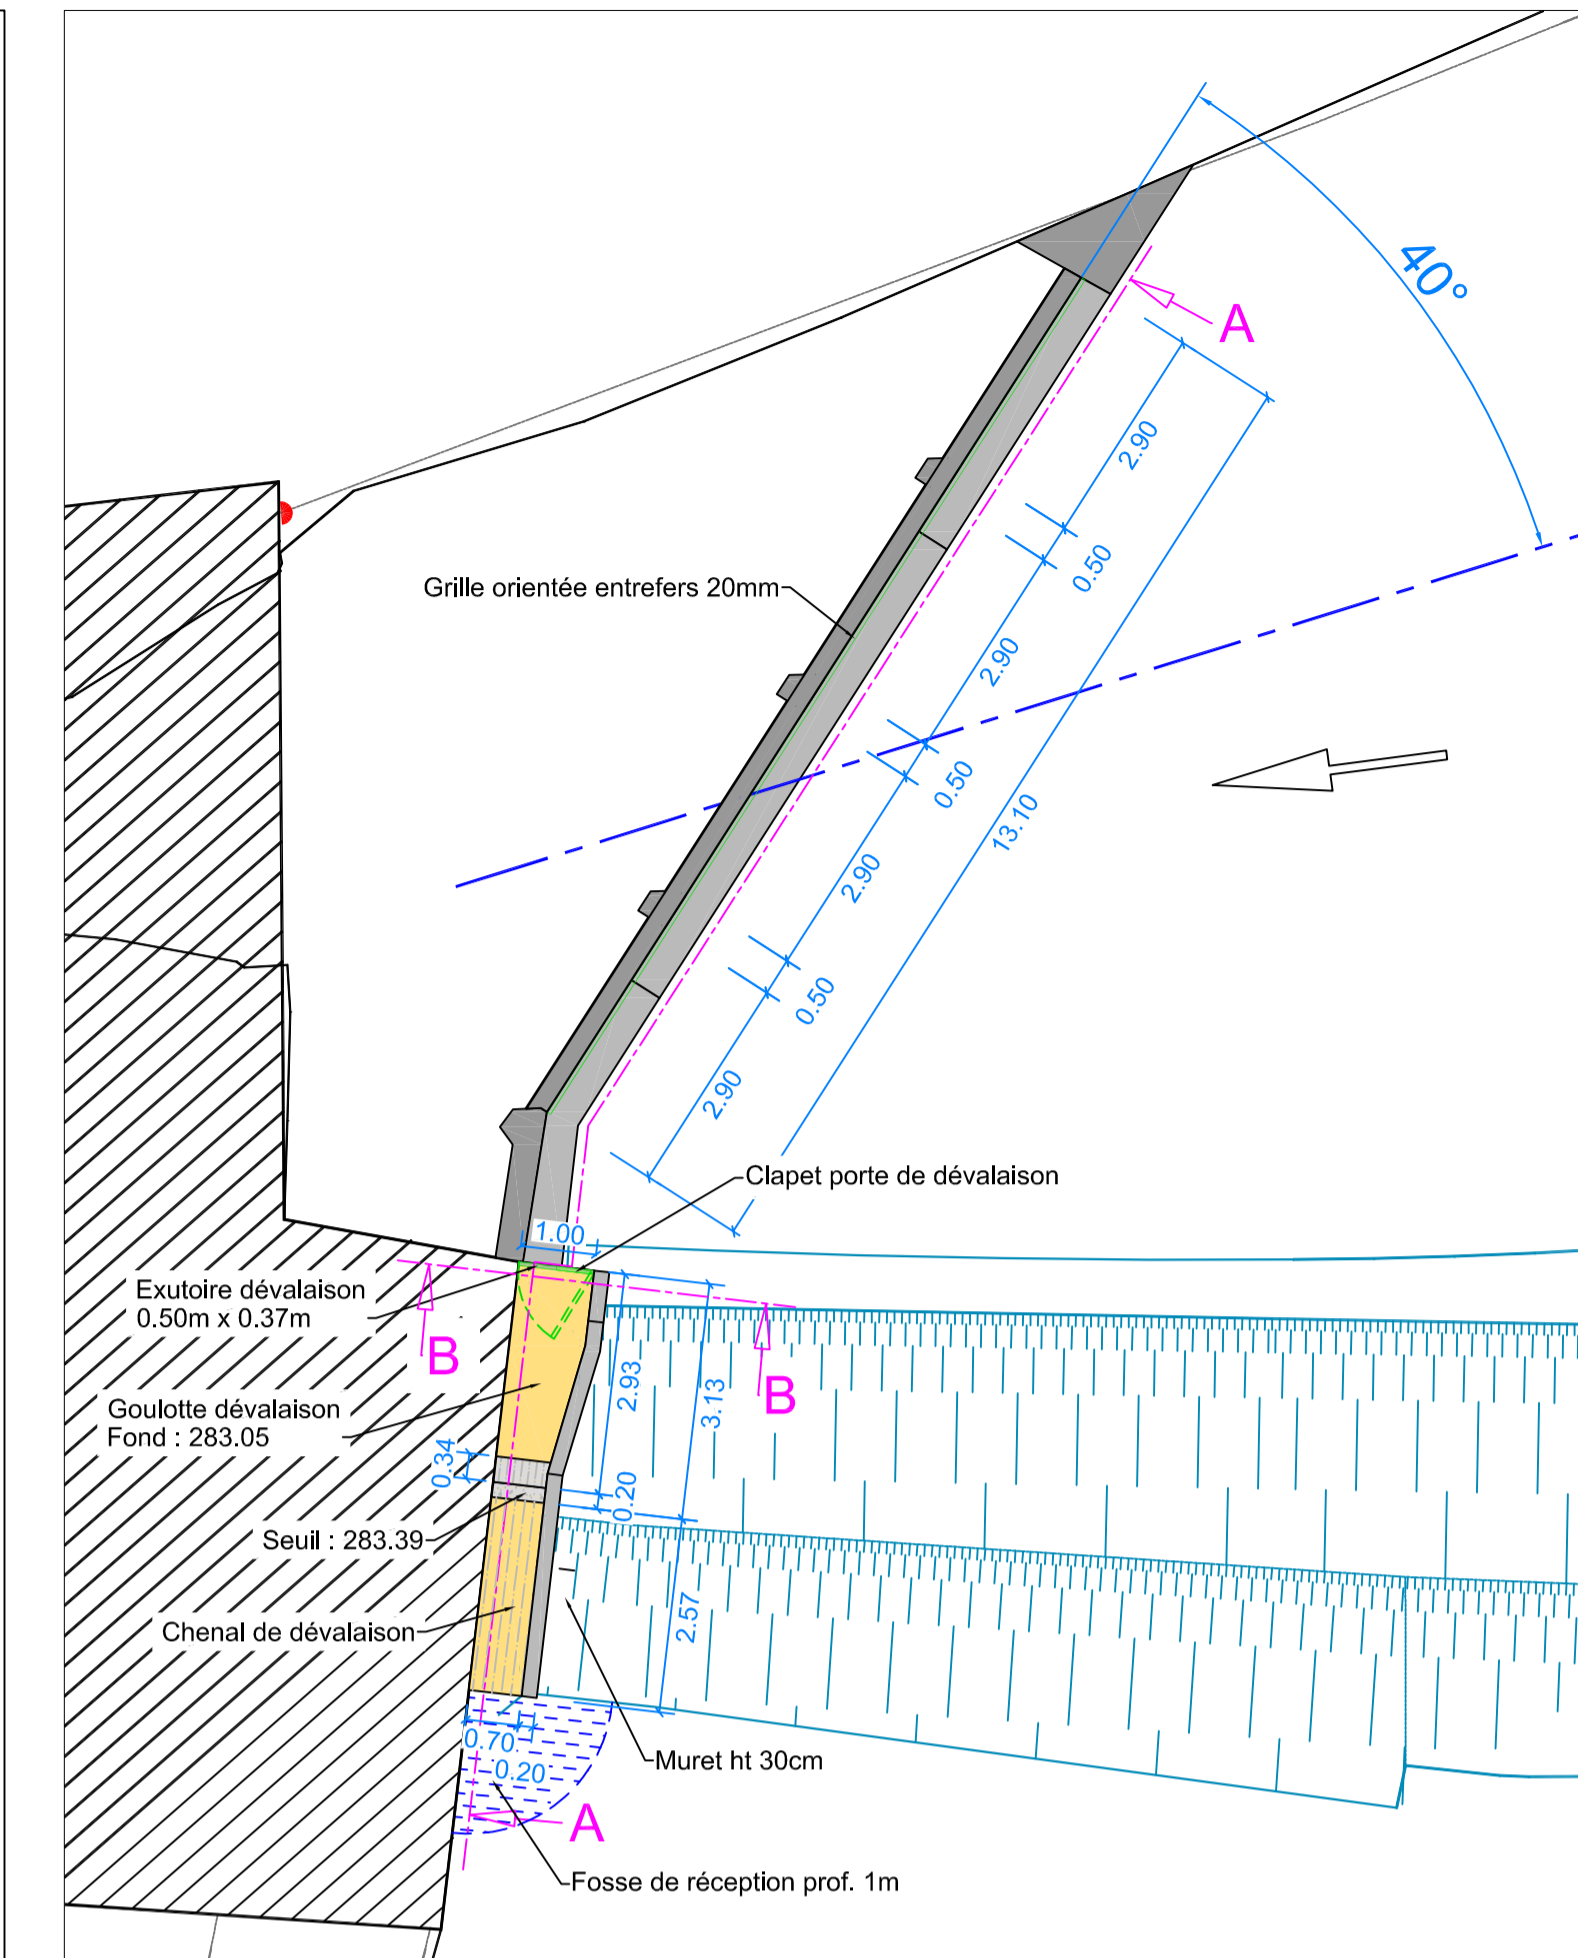 40°
A
2.90
0.50
Grille orientée entrefers 20mm
2.90
0.50
13.10
2.90
0.50
2.90
Clapet porte de dévalaison
1.00
Exutoire dévalaison
0.50m x 0.37m
B
B
2.93
3.13
Goulotte dévalaison
Fond : 283.05
0.34
0.20
Seuil : 283.39
2.57
Chenal de dévalaison
0.70
0.20
Muret ht 30cm
A
Fosse de réception prof. 1m